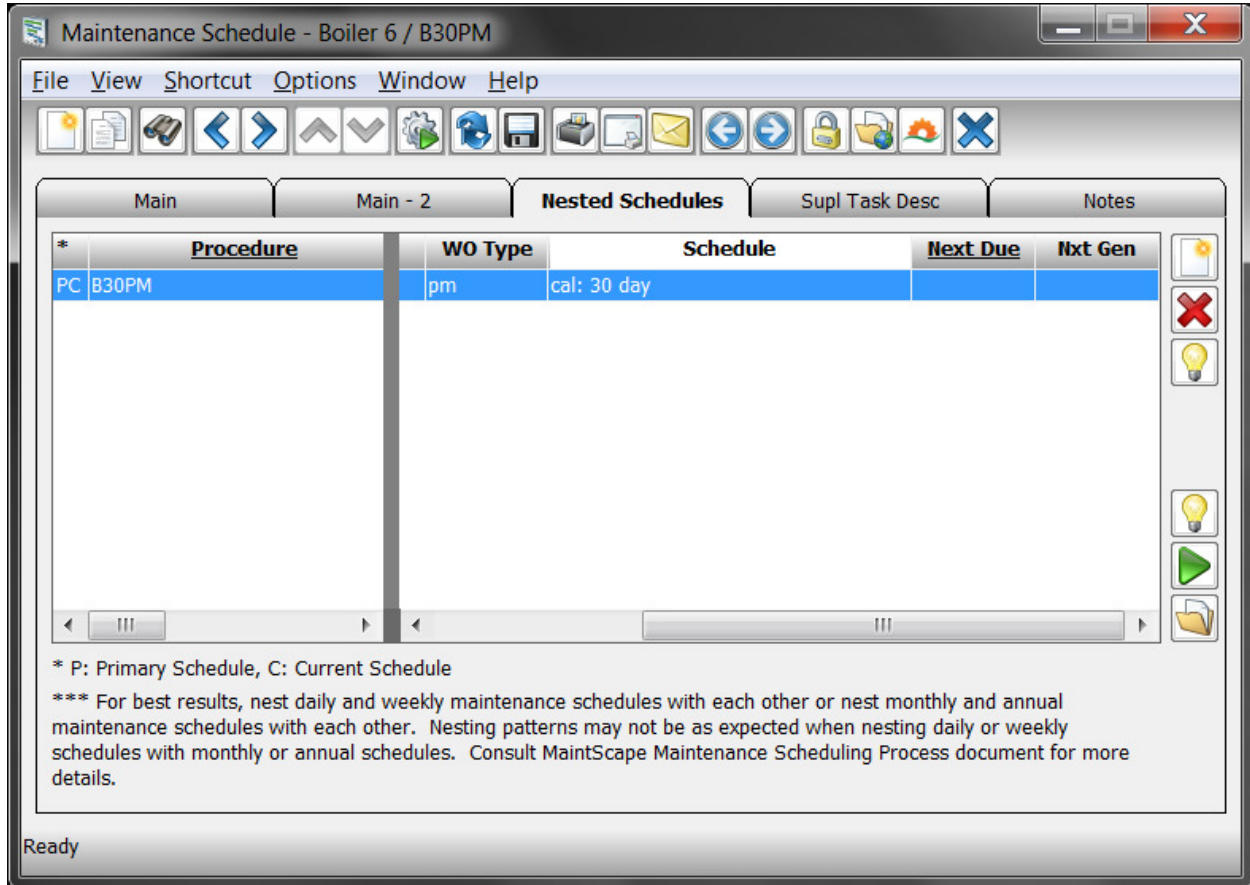 Maintenance Schedule - Boiler 6 / B30PM
File View Shortcut Options Window Help
Main Main - 2 Nested Schedules Supl Task Desc Notes
* Procedure WO Type Schedule Next Due Nxt Gen
PC B30PM pm cal: 30 day
* P: Primary Schedule, C: Current Schedule
*** For best results, nest daily and weekly maintenance schedules with each other or nest monthly and annual
maintenance schedules with each other. Nesting patterns may not be as expected when nesting daily or weekly
schedules with monthly or annual schedules. Consult MaintScape Maintenance Scheduling Process document for more
details.
Ready